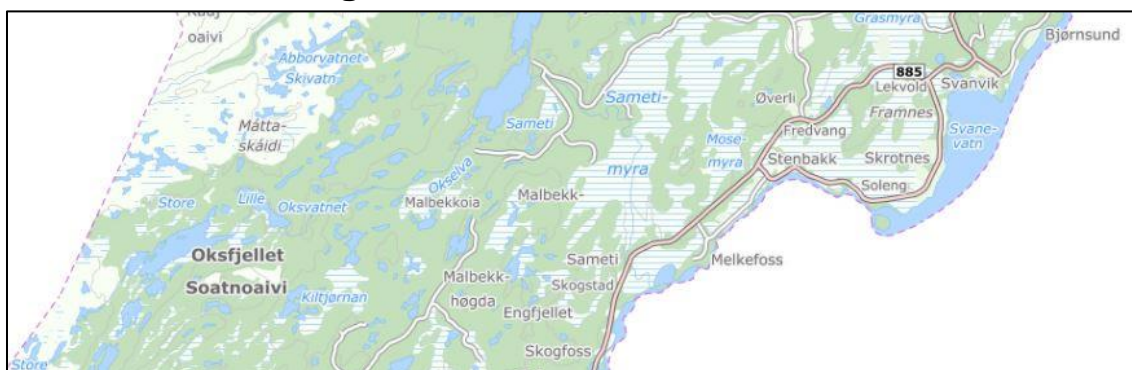 oaivi
Abborvatnet
Skivatn
Mátta-
skáidi
Store
Lille
Oksvatnet
Oksfjellet
Soatnoaivi
Kiltjørnan
Store
Okselva
Malbekkoia
Malbekk-
Malbekk-
høgda
Engfjellet
Skogfoss
Sameti
Skogstad
Sameti
Sameti-
myra
Mose-
myra
Øverli
Fredvang
Stenbakk
Skrotnes
Soleng
Melkefoss
Grasmyra
885
Lekvold
Framnes
Svanvik
Svane-
vatn
Bjørnsund